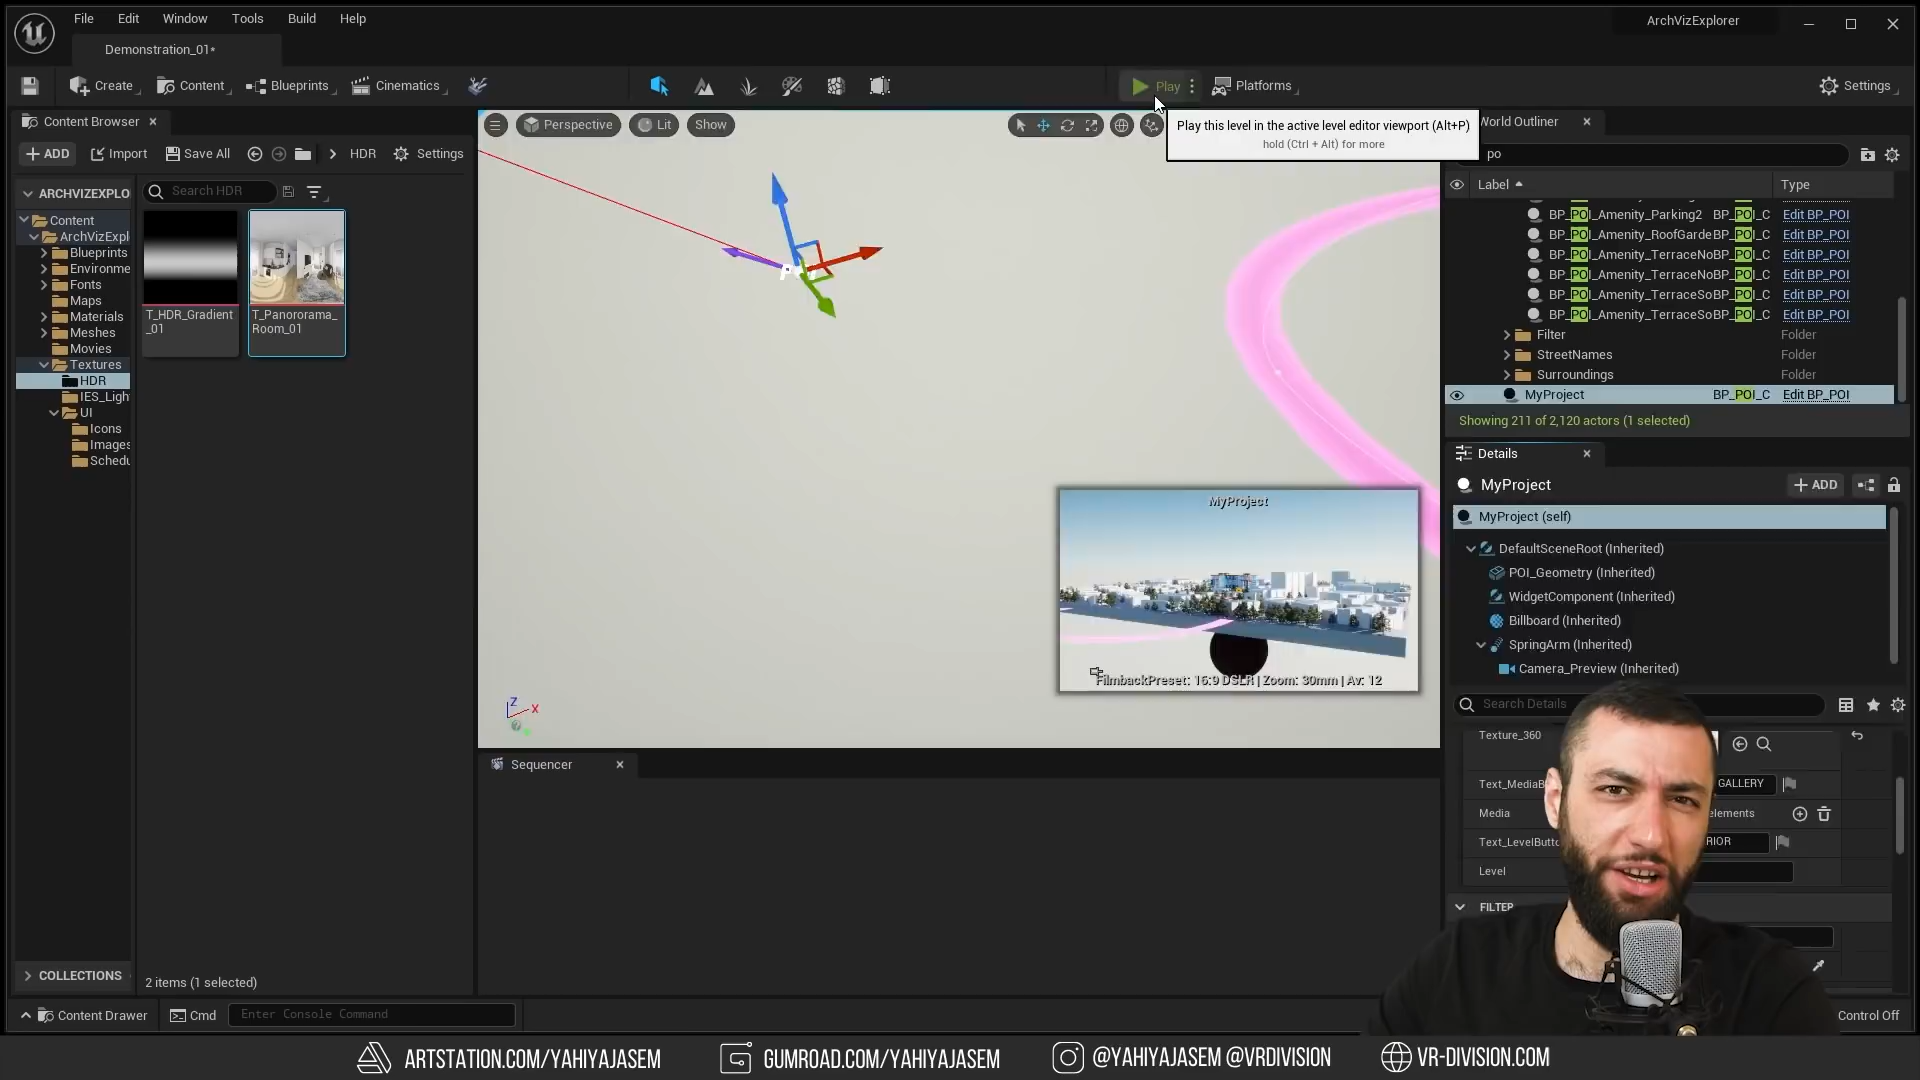 File Edit Window Tools Build Help
ArchVizExplorer
Demonstration_01*
Create Content Blueprints Cinematics
Play Platforms
Settings
Content Browser
ADD Import Save All HDR Settings
ARCHVIZEXPLO
Search HDR
Content
ArchVizExpl
Blueprints
Environme
Fonts
Maps
Materials
Meshes
Movies
Textures
HDR
IES_Ligh
UI
Icons
Images
Schedu
T_HDR_Gradient
_01
T_Panororama_
Room_01
COLLECTIONS
2 items (1 selected)
Perspective Lit Show
Play this level in the active level editor viewport (Alt+P)
hold (Ctrl + Alt) for more
MyProject
FilmbackPreset: 16:9 DSLR | Zoom: 30mm | Av: 12
Z
X
Sequencer
World Outliner
po
Label Type
BP_POI_Amenity_Parking2 BP_POI_C Edit BP_POI
BP_POI_Amenity_RoofGarde BP_POI_C Edit BP_POI
BP_POI_Amenity_TerraceNo BP_POI_C Edit BP_POI
BP_POI_Amenity_TerraceNo BP_POI_C Edit BP_POI
BP_POI_Amenity_TerraceSo BP_POI_C Edit BP_POI
BP_POI_Amenity_TerraceSo BP_POI_C Edit BP_POI
Filter Folder
StreetNames Folder
Surroundings Folder
MyProject BP_POI_C Edit BP_POI
Showing 211 of 2,120 actors (1 selected)
Details
MyProject ADD
MyProject (self)
DefaultSceneRoot (Inherited)
POI_Geometry (Inherited)
WidgetComponent (Inherited)
Billboard (Inherited)
SpringArm (Inherited)
Camera_Preview (Inherited)
Search Details
Texture_360
Text_MediaB GALLERY
Media elements
Text_LevelButto RIOR
Level
FILTER
Content Drawer Cmd Enter Console Command
Control Off
ARTSTATION.COM/YAHIYAJASEM GUMROAD.COM/YAHIYAJASEM @YAHIYAJASEM @VRDIVISION VR-DIVISION.COM